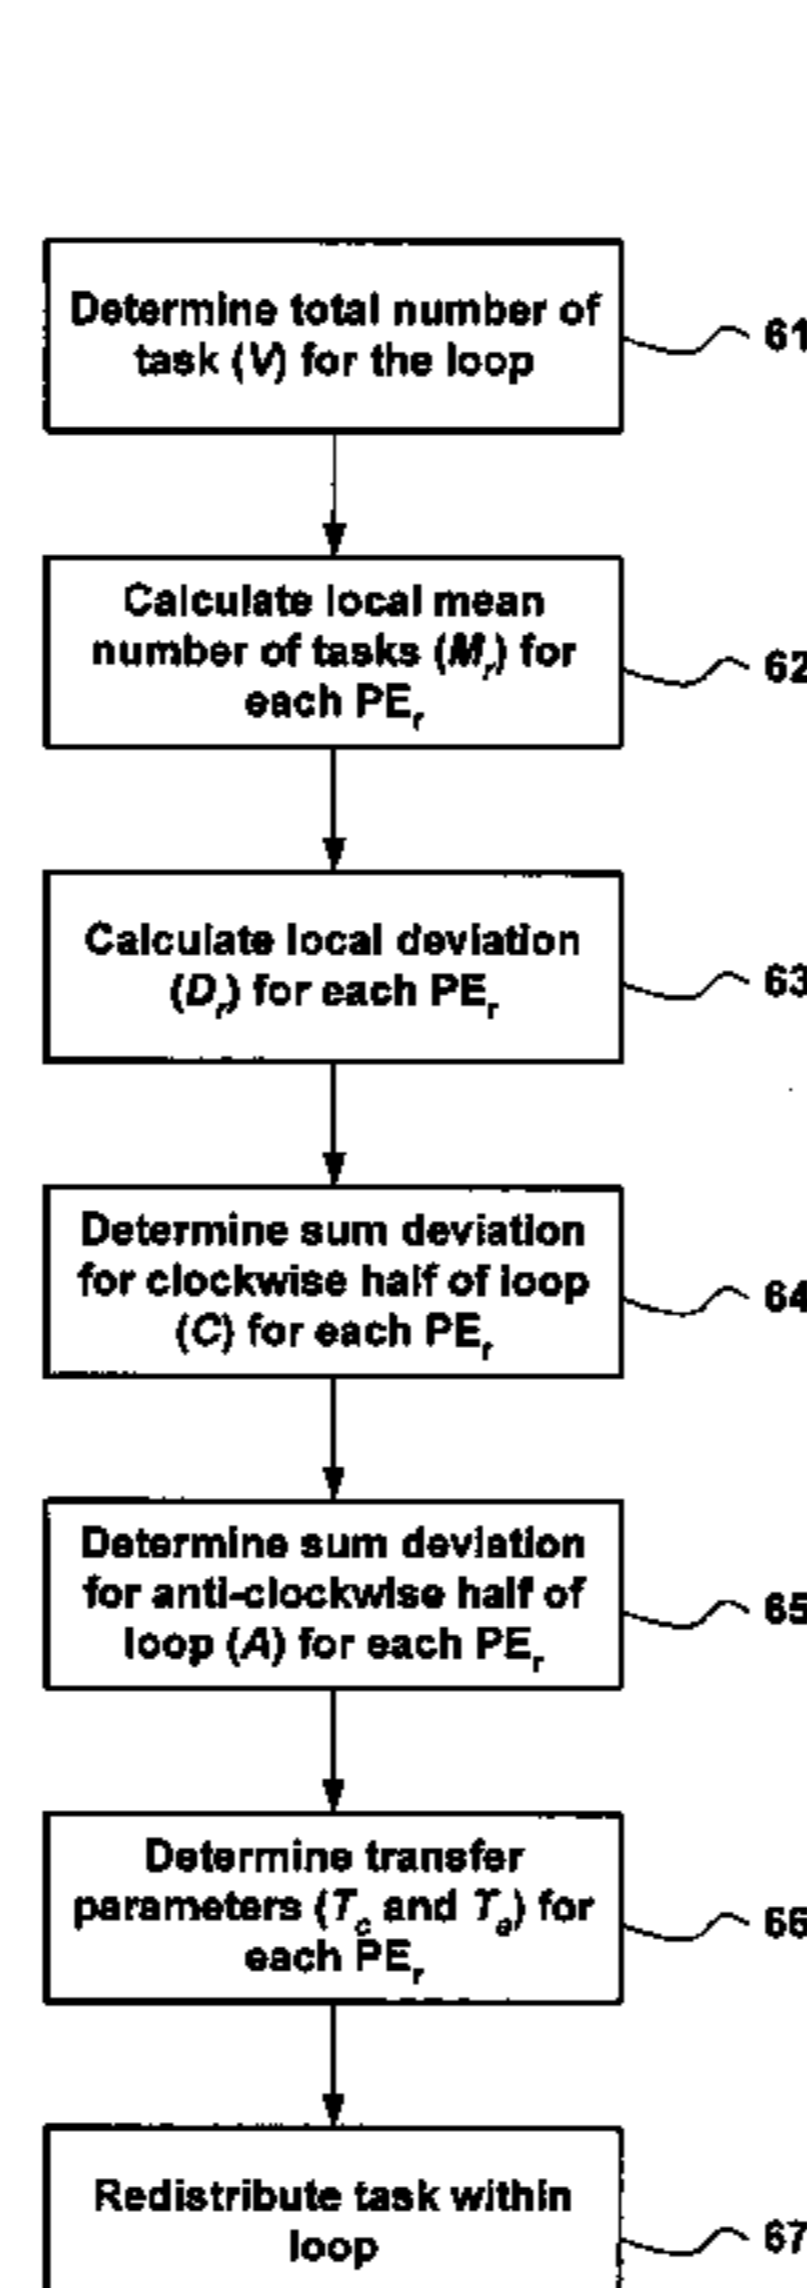 Determine total number of
task (V) for the loop
61
Calculate local mean
number of tasks (Mr) for
each PEr
62
Calculate local deviation
(Dr) for each PEr
63
Determine sum deviation
for clockwise half of loop
(C) for each PEr
64
Determine sum deviation
for anti-clockwise half of
loop (A) for each PEr
65
Determine transfer
parameters (Tc and Ta) for
each PEr
66
Redistribute task within
loop
67